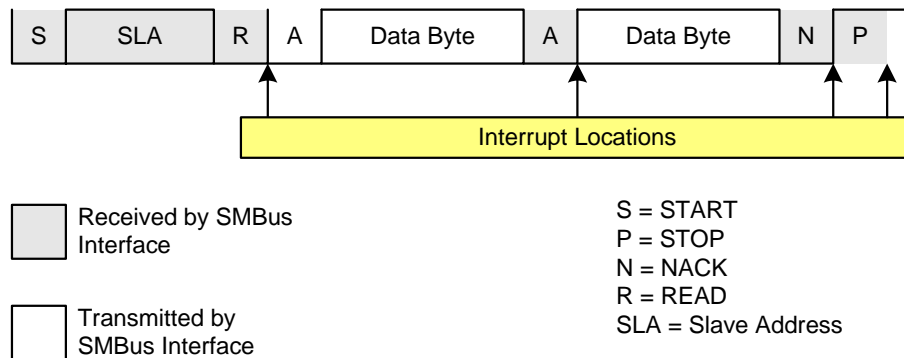 S SLA R A Data Byte A Data Byte N P
Interrupt Locations
Received by SMBus
Interface
Transmitted by
SMBus Interface
S = START
P = STOP
N = NACK
R = READ
SLA = Slave Address